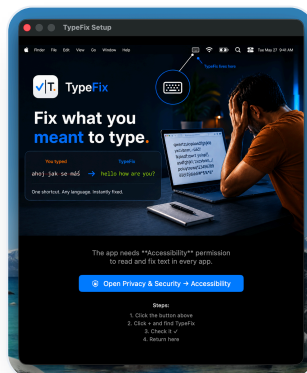 TypeFix Setup
Finder File Edit View Go Window Help
Tue May 27 9:41 AM
TypeFix lives here
T. TypeFix
Fix what you
meant to type.
You typed
TypeFix
ahoj jak se máš → hello how are you?
One shortcut. Any language. Instantly fixed.
The app needs **Accessibility** permission
to read and fix text in every app.
Open Privacy & Security → Accessibility
Steps:
1. Click the button above
2. Click + and find TypeFix
3. Check it ✓
4. Return here